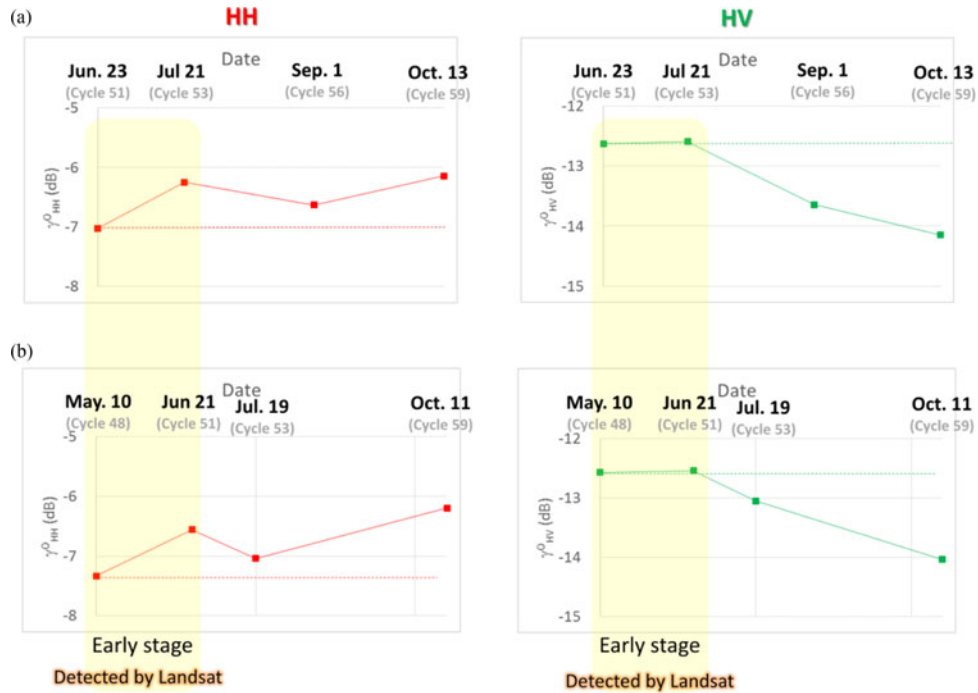 (a)
HH
Date
Jun. 23 Jul 21 Sep. 1 Oct. 13
(Cycle 51) (Cycle 53) (Cycle 56) (Cycle 59)
-5
-6
-7
-8
γ⁰HH (dB)
HV
Date
Jun. 23 Jul 21 Sep. 1 Oct. 13
(Cycle 51) (Cycle 53) (Cycle 56) (Cycle 59)
-12
-13
-14
-15
γ⁰HV (dB)
(b)
Date
May. 10 Jun 21 Jul. 19 Oct. 11
(Cycle 48) (Cycle 51) (Cycle 53) (Cycle 59)
-5
-6
-7
-8
γ⁰HH (dB)
Early stage
Detected by Landsat
Date
May. 10 Jun 21 Jul. 19 Oct. 11
(Cycle 48) (Cycle 51) (Cycle 53) (Cycle 59)
-12
-13
-14
-15
γ⁰HV (dB)
Early stage
Detected by Landsat